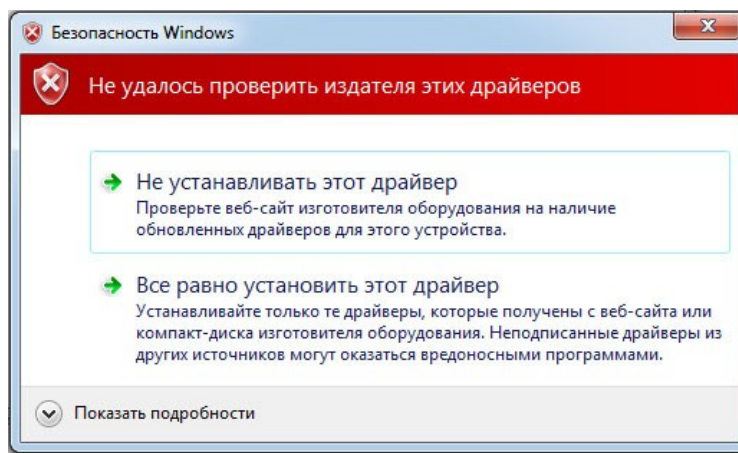 Безопасность Windows
Не удалось проверить издателя этих драйверов
Не устанавливать этот драйвер
Проверьте веб-сайт изготовителя оборудования на наличие
обновленных драйверов для этого устройства.
Все равно установить этот драйвер
Устанавливайте только те драйверы, которые получены с веб-сайта или
компакт-диска изготовителя оборудования. Неподписанные драйверы из
других источников могут оказаться вредоносными программами.
Показать подробности